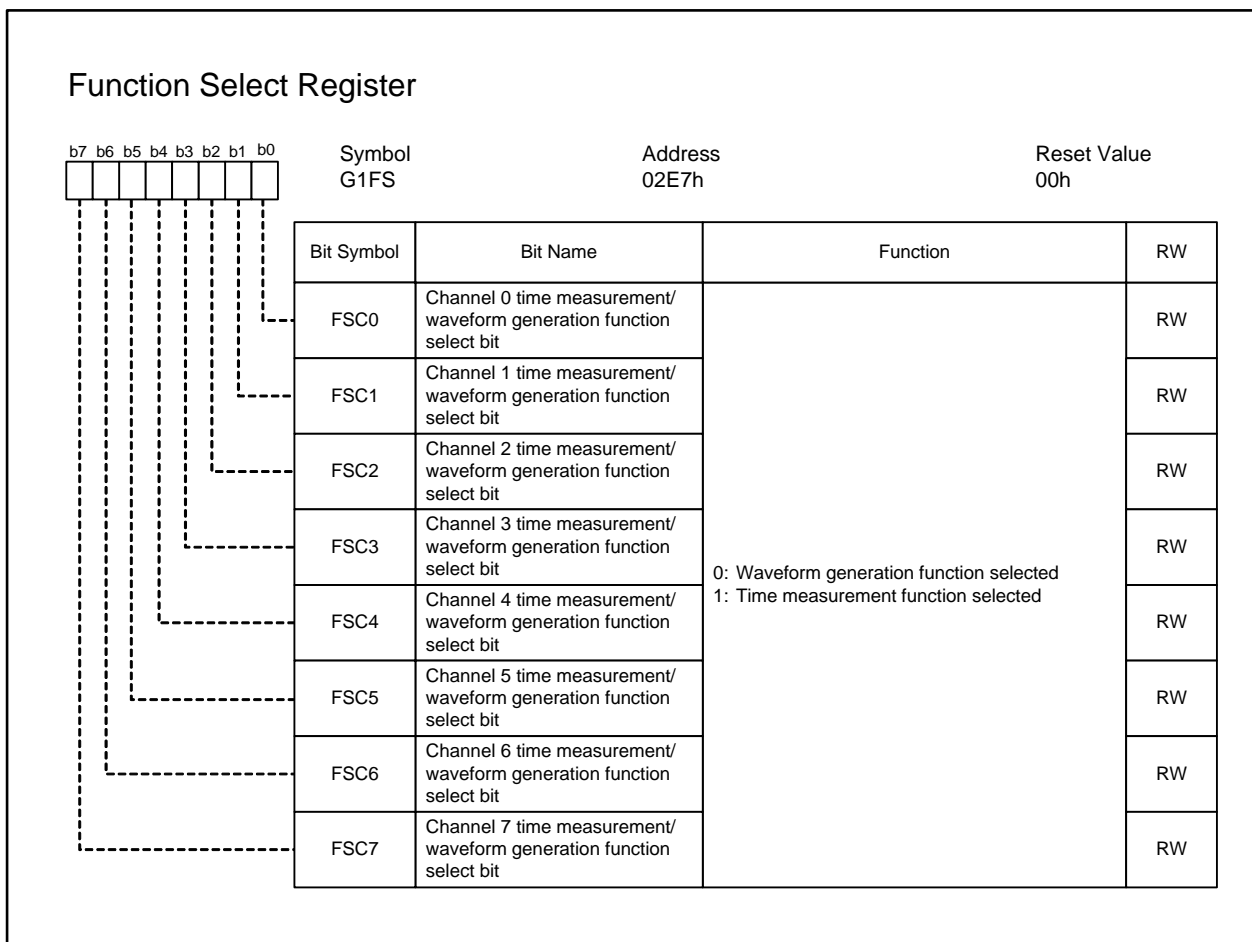 Function Select Register
b7 b6 b5 b4 b3 b2 b1 b0
Symbol Address Reset Value
G1FS 02E7h 00h
Bit Symbol Bit Name Function RW
FSC0 Channel 0 time measurement/
waveform generation function
select bit RW
FSC1 Channel 1 time measurement/
waveform generation function
select bit RW
FSC2 Channel 2 time measurement/
waveform generation function
select bit RW
FSC3 Channel 3 time measurement/
waveform generation function
select bit RW
0: Waveform generation function selected
1: Time measurement function selected
FSC4 Channel 4 time measurement/
waveform generation function
select bit RW
FSC5 Channel 5 time measurement/
waveform generation function
select bit RW
FSC6 Channel 6 time measurement/
waveform generation function
select bit RW
FSC7 Channel 7 time measurement/
waveform generation function
select bit RW